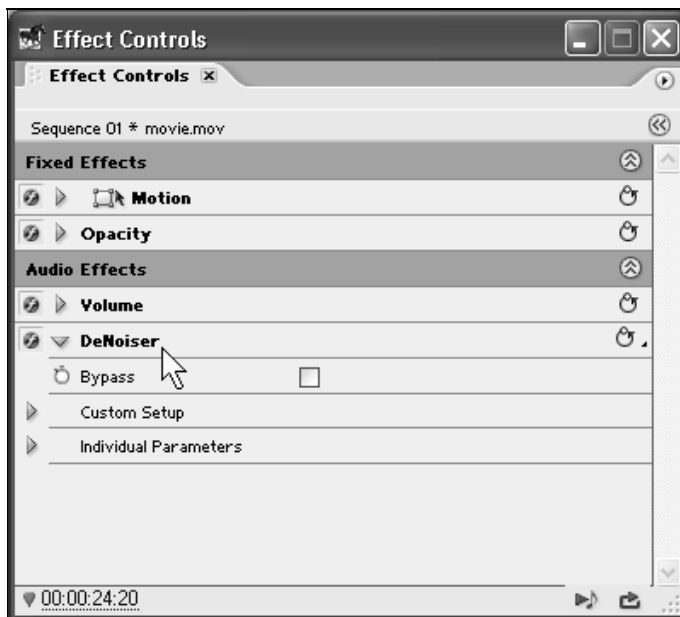 Effect Controls
Effect Controls
Sequence 01 * movie.mov
Fixed Effects
Motion
Opacity
Audio Effects
Volume
DeNoiser
Bypass
Custom Setup
Individual Parameters
00:00:24:20